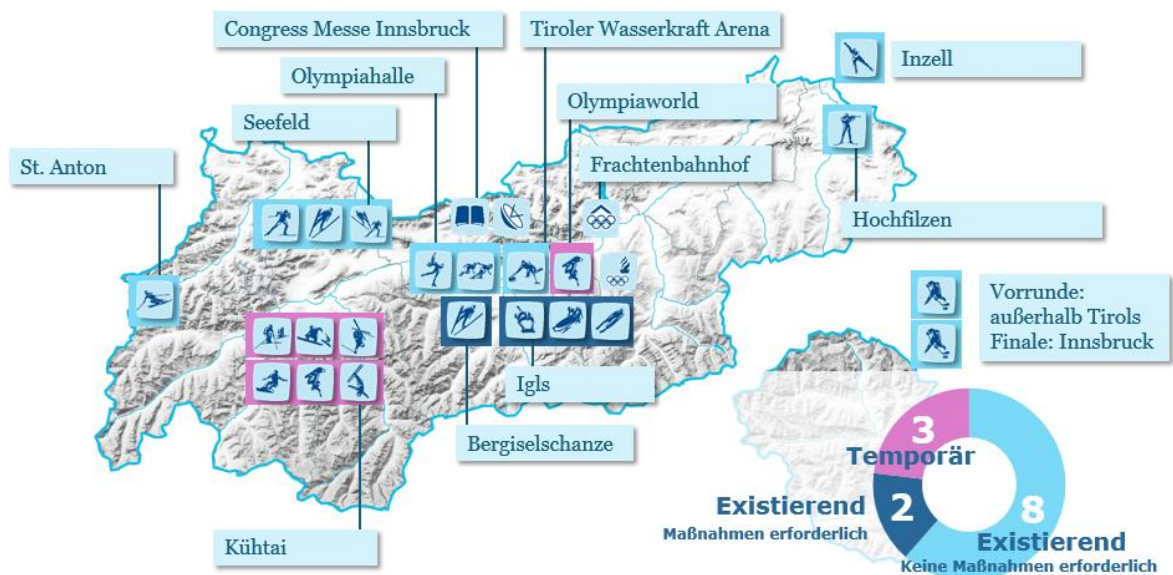 Congress Messe Innsbruck
Tiroler Wasserkraft Arena
Olympiahalle
Inzell
Olympiaworld
Seefeld
Frachtenbahnhof
St. Anton
Hochfilzen
Vorrunde:
außerhalb Tirols
Finale: Innsbruck
Igls
Bergiselschanze
Kühtai
3
Temporär
2
Existierend
Maßnahmen erforderlich
8
Existierend
Keine Maßnahmen erforderlich